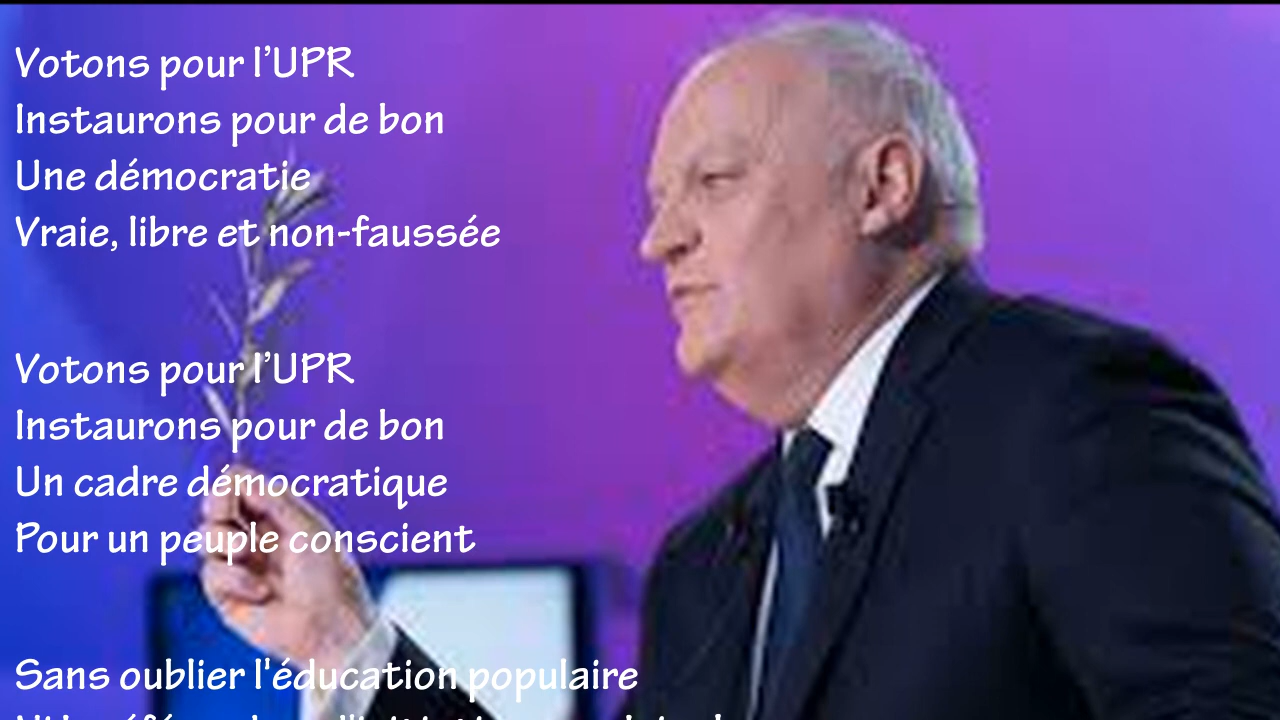 Votons pour l’UPR
Instaurons pour de bon
Une démocratie
Vraie, libre et non-faussée
Votons pour l’UPR
Instaurons pour de bon
Un cadre démocratique
Pour un peuple conscient
Sans oublier l'éducation populaire